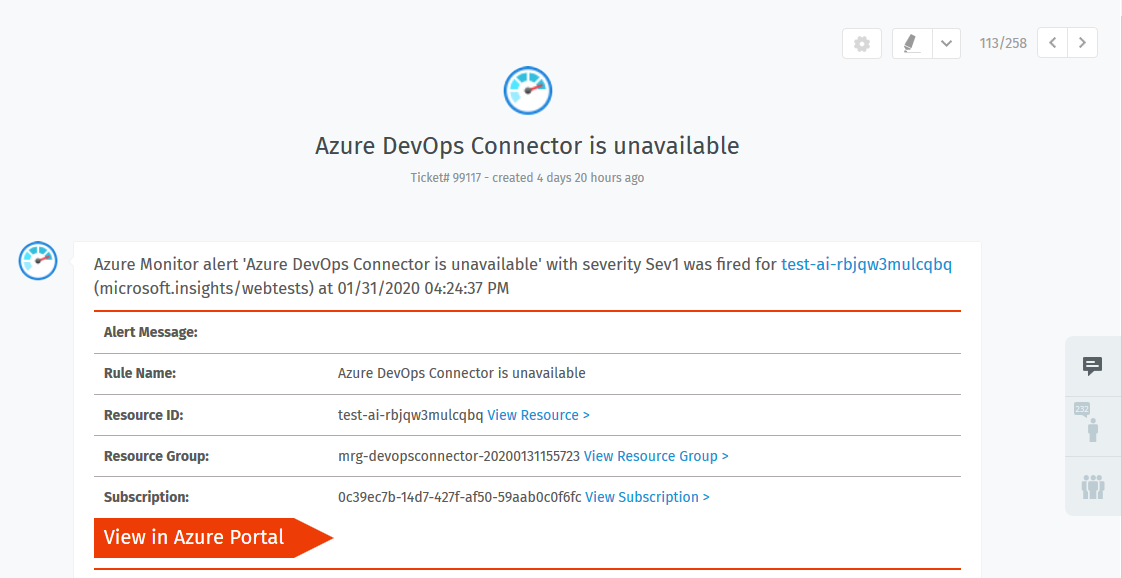 113/258
Azure DevOps Connector is unavailable
Ticket# 99117 - created 4 days 20 hours ago
Azure Monitor alert 'Azure DevOps Connector is unavailable' with severity Sev1 was fired for test-ai-rbjqw3mulcqbq
(microsoft.insights/webtests) at 01/31/2020 04:24:37 PM
Alert Message:
Rule Name: Azure DevOps Connector is unavailable
Resource ID: test-ai-rbjqw3mulcqbq View Resource >
Resource Group: mrg-devopsconnector-20200131155723 View Resource Group >
Subscription: 0c39ec7b-14d7-427f-af50-59aab0c0f6fc View Subscription >
View in Azure Portal
232